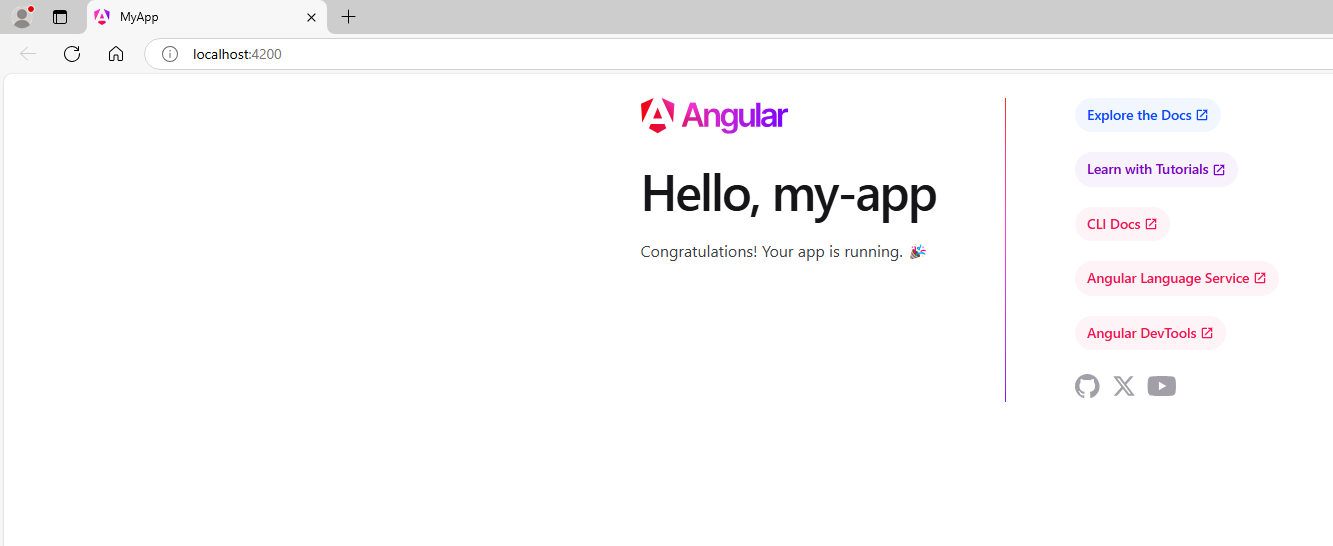 MyApp
localhost:4200
Angular
Hello, my-app
Congratulations! Your app is running. 🎉
Explore the Docs
Learn with Tutorials
CLI Docs
Angular Language Service
Angular DevTools